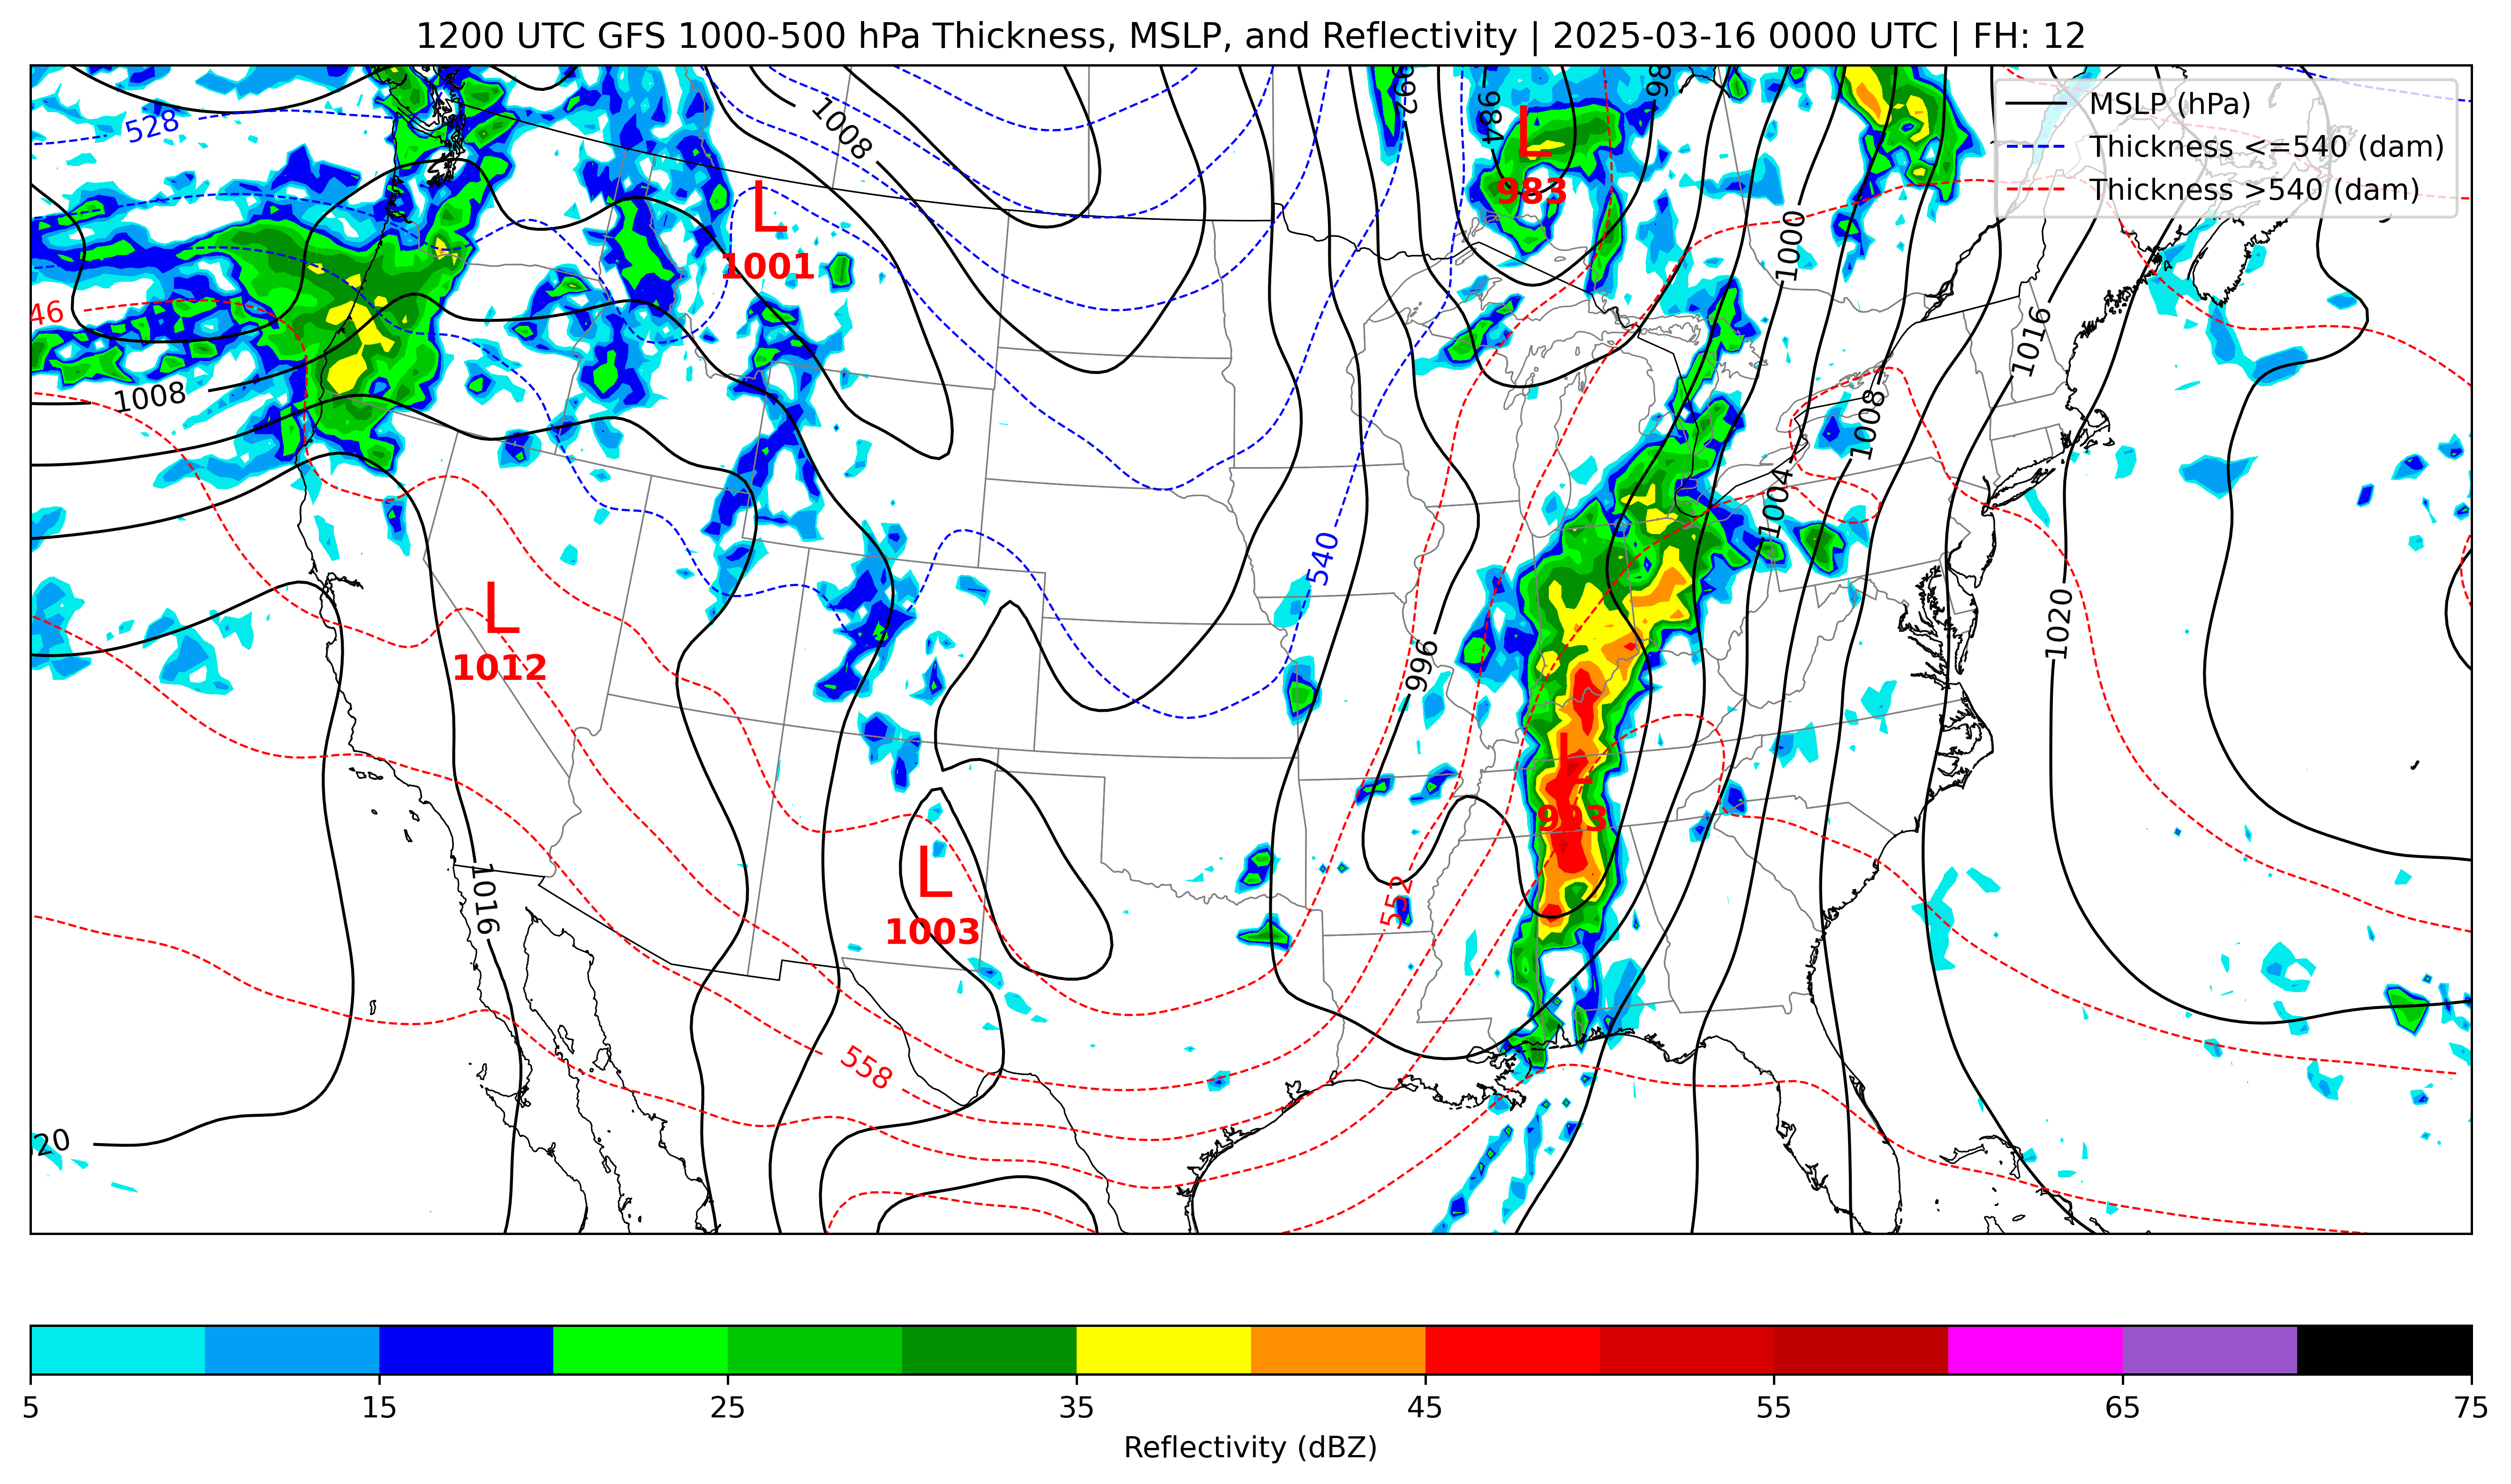 1200 UTC GFS 1000-500 hPa Thickness, MSLP, and Reflectivity | 2025-03-16 0000 UTC | FH: 12
MSLP (hPa)
Thickness <=540 (dam)
Thickness >540 (dam)
528
1008
992
984
L
983
L
1001
1000
46
1016
1008
1008
1004
540
L
1012
1020
996
L
993
1016
L
1003
552
558
20
5 15 25 35 45 55 65 75
Reflectivity (dBZ)